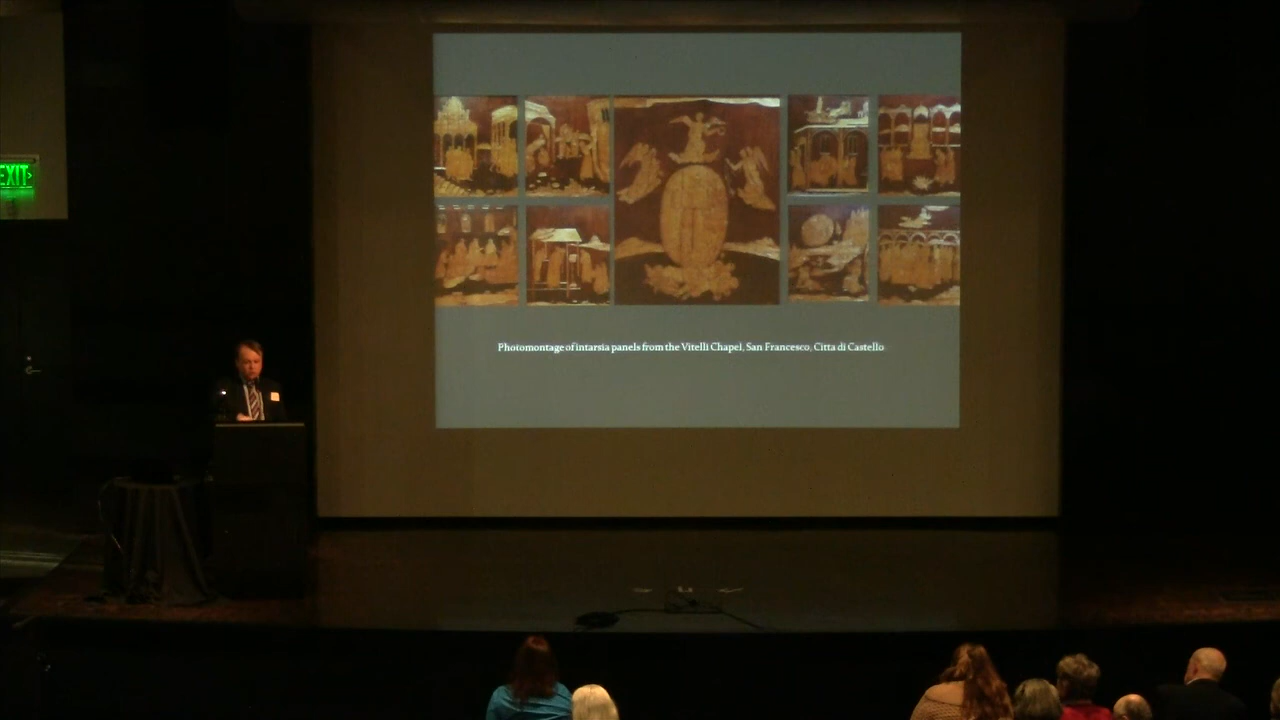 EXIT
Photomontage of intarsia panels from the Vitelli Chapel, San Francesco, Citta di Castello